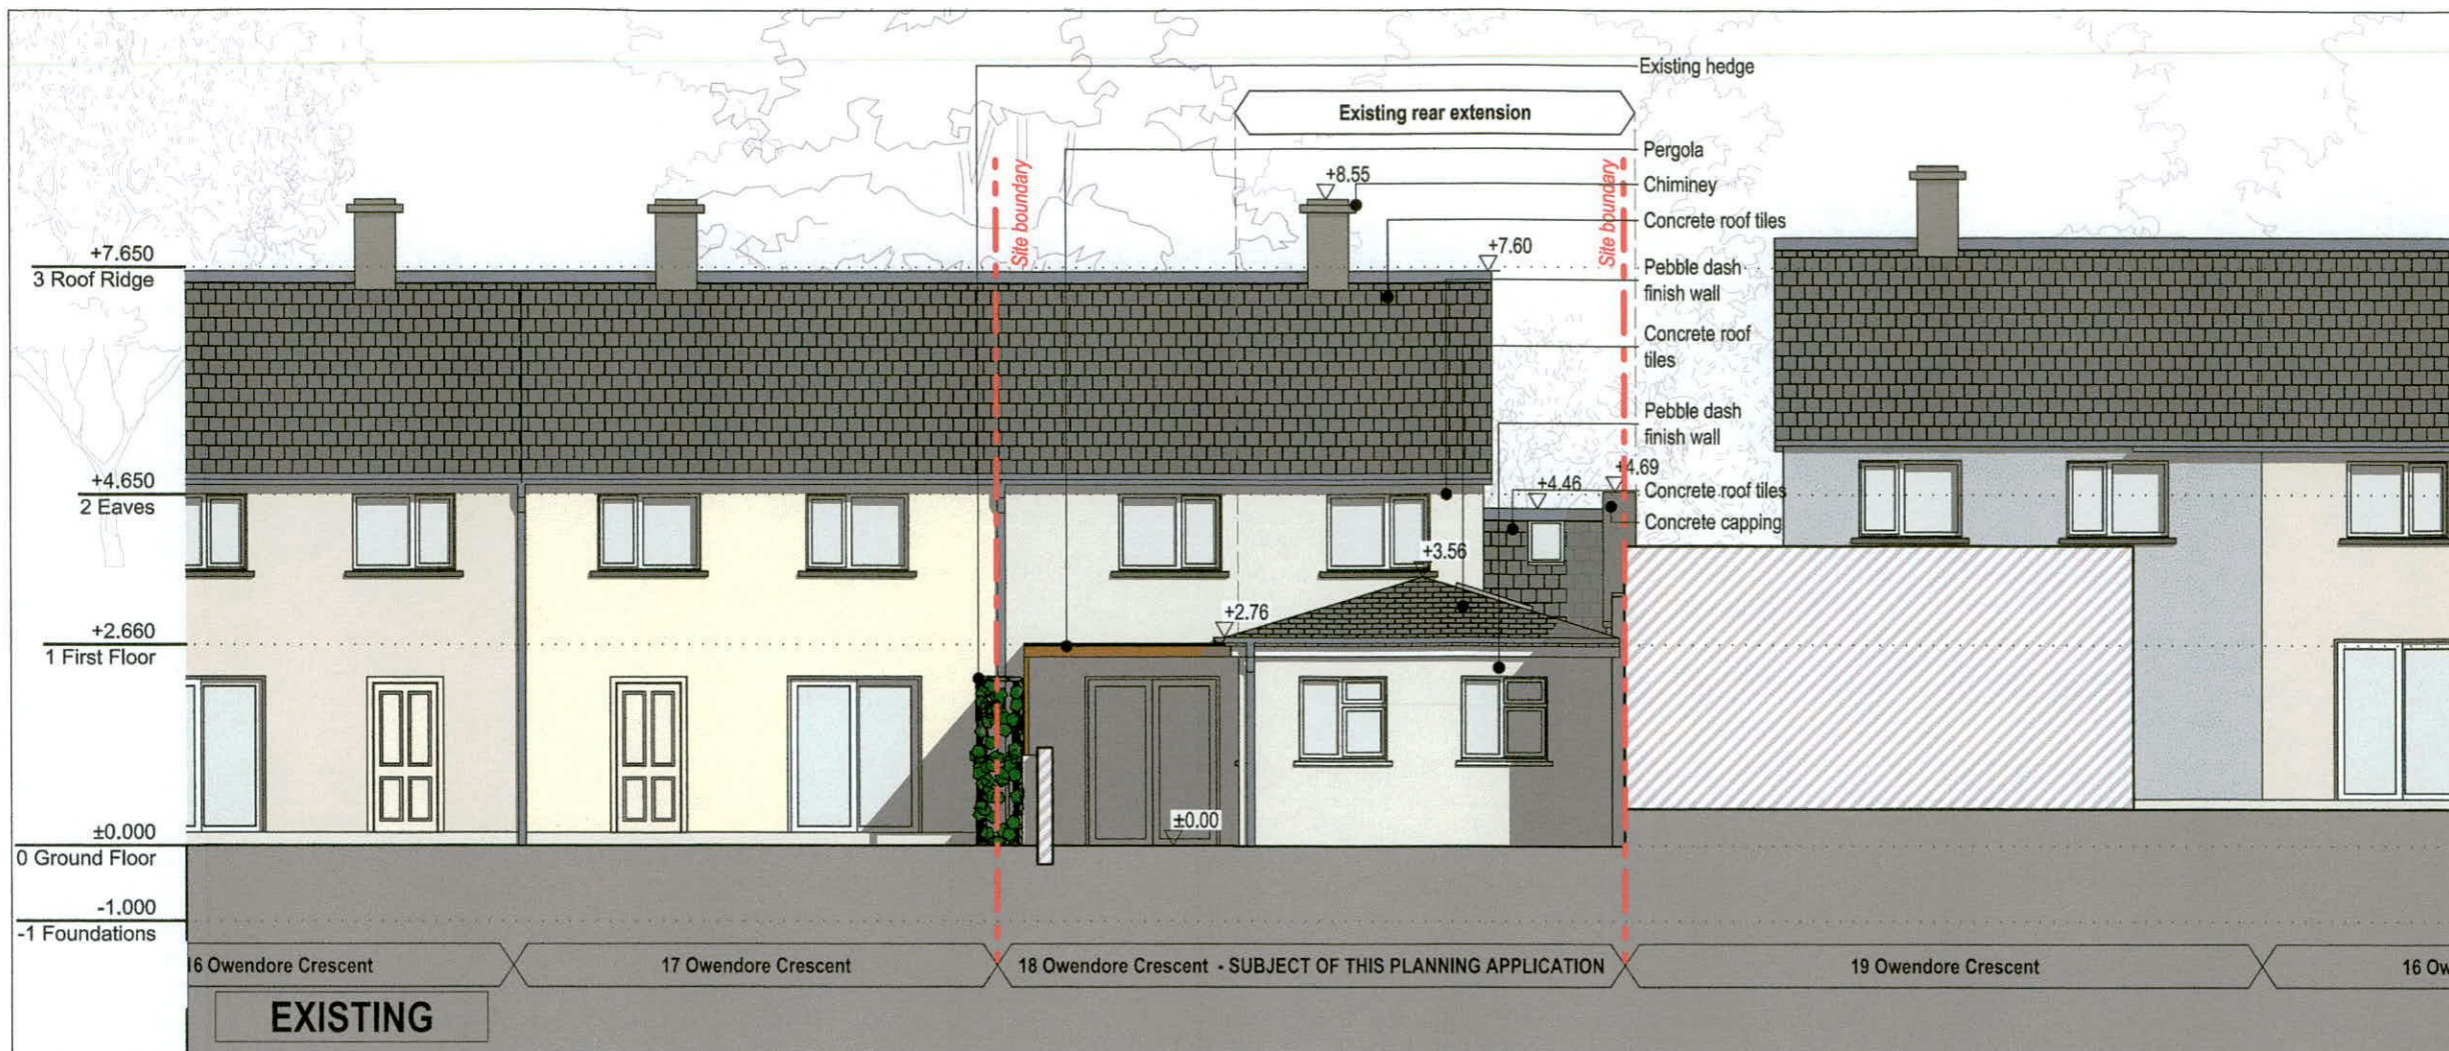 Existing hedge
Existing rear extension
Pergola
+8.55
Chiminey
Site boundary
Site boundary
Concrete roof tiles
+7.60
+7.650
3 Roof Ridge
Pebble dash
finish wall
Concrete roof
tiles
Pebble dash
finish wall
+4.69
+4.650
2 Eaves
+4.46
Concrete roof tiles
Concrete capping
+3.56
+2.76
+2.660
1 First Floor
±0.00
±0.000
0 Ground Floor
-1.000
-1 Foundations
16 Owendore Crescent
17 Owendore Crescent
18 Owendore Crescent - SUBJECT OF THIS PLANNING APPLICATION
19 Owendore Crescent
16 Ow
EXISTING